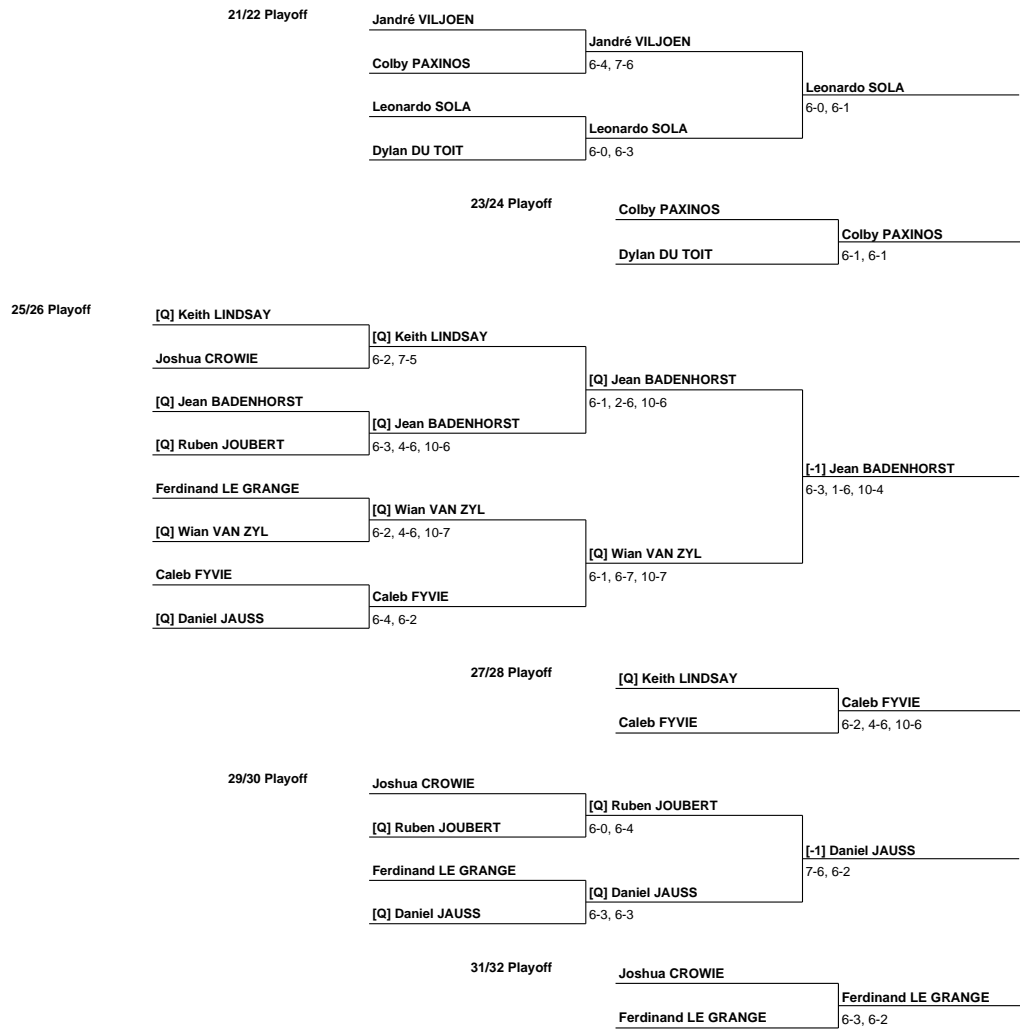 21/22 Playoff
Jandré VILJOEN
Jandré VILJOEN
Colby PAXINOS
6-4, 7-6
Leonardo SOLA
Leonardo SOLA
6-0, 6-1
Leonardo SOLA
Dylan DU TOIT
6-0, 6-3
23/24 Playoff
Colby PAXINOS
Colby PAXINOS
Dylan DU TOIT
6-1, 6-1
25/26 Playoff
[Q] Keith LINDSAY
[Q] Keith LINDSAY
Joshua CROWIE
6-2, 7-5
[Q] Jean BADENHORST
[Q] Jean BADENHORST
6-1, 2-6, 10-6
[Q] Jean BADENHORST
[Q] Ruben JOUBERT
6-3, 4-6, 10-6
[-1] Jean BADENHORST
6-3, 1-6, 10-4
Ferdinand LE GRANGE
[Q] Wian VAN ZYL
[Q] Wian VAN ZYL
6-2, 4-6, 10-7
[Q] Wian VAN ZYL
Caleb FYVIE
6-1, 6-7, 10-7
Caleb FYVIE
[Q] Daniel JAUSS
6-4, 6-2
27/28 Playoff
[Q] Keith LINDSAY
Caleb FYVIE
Caleb FYVIE
6-2, 4-6, 10-6
29/30 Playoff
Joshua CROWIE
[Q] Ruben JOUBERT
[Q] Ruben JOUBERT
6-0, 6-4
[-1] Daniel JAUSS
Ferdinand LE GRANGE
7-6, 6-2
[Q] Daniel JAUSS
[Q] Daniel JAUSS
6-3, 6-3
31/32 Playoff
Joshua CROWIE
Ferdinand LE GRANGE
Ferdinand LE GRANGE
6-3, 6-2